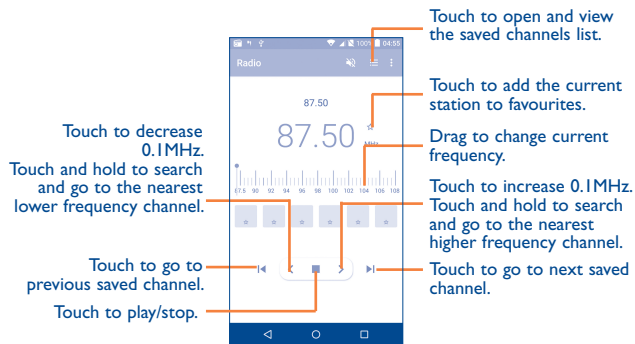 Touch to open and view
the saved channels list.
100% 04:55
Radio
87.50
Touch to add the current
station to favourites.
87.50
MHz
Touch to decrease
0.1MHz.
Touch and hold to search
and go to the nearest
lower frequency channel.
Drag to change current
frequency.
87.5 90 92 94 96 98 100 102 104 106 108
Touch to increase 0.1MHz.
Touch and hold to search
and go to the nearest
higher frequency channel.
Touch to go to
previous saved channel.
Touch to go to next saved
channel.
Touch to play/stop.